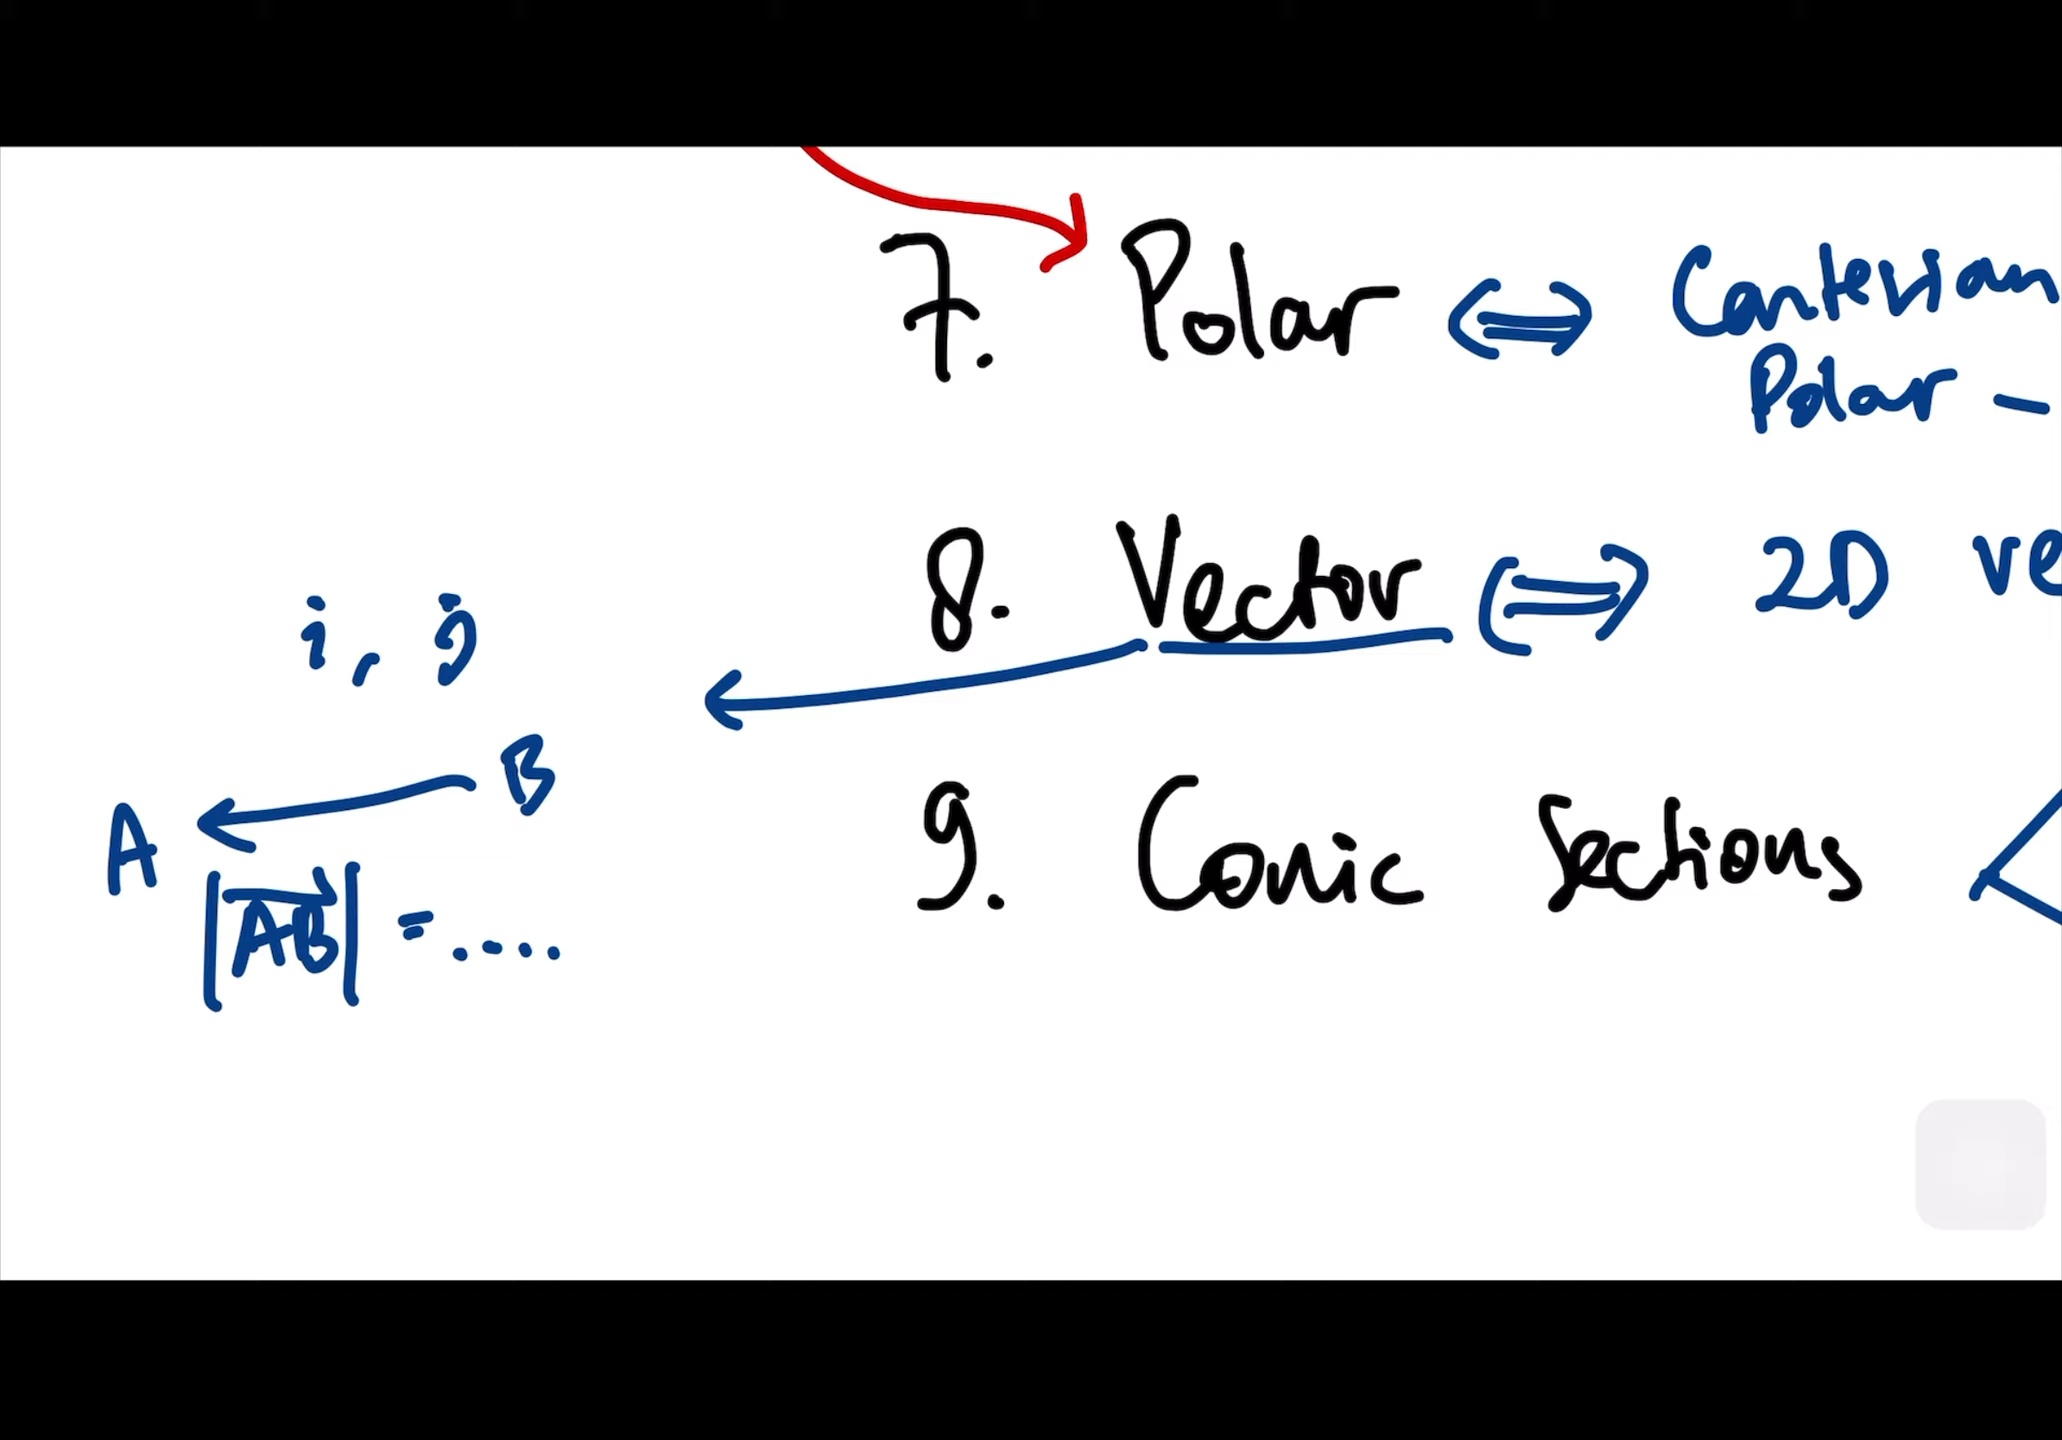 7. Polar ⇔ Cartesian
Polar –
8. Vector ⇔ 2D ve
i, j
A B
|AB| = ....
9. Conic Sections